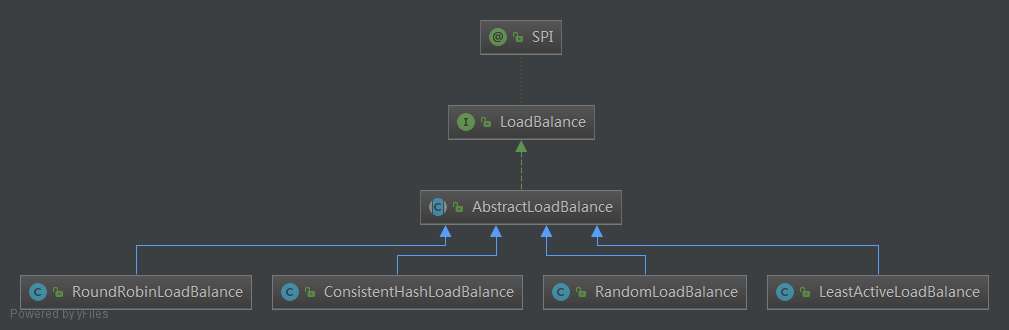 @ SPI
I LoadBalance
C AbstractLoadBalance
C RoundRobinLoadBalance
C ConsistentHashLoadBalance
C RandomLoadBalance
C LeastActiveLoadBalance
Powered by yFiles